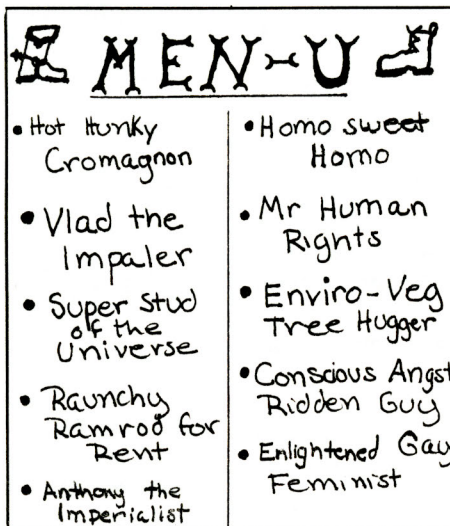 MEN-U
• Hot Hunky
Cromagnon
• Vlad the
Impaler
• Super Stud
of the
Universe
• Raunchy
Ramrod for
Rent
• Anthony the
Imperialist
• Homo sweet
Homo
• Mr Human
Rights
• Enviro-Veg
Tree Hugger
• Conscious Angst
Ridden Guy
• Enlightened Gay
Feminist